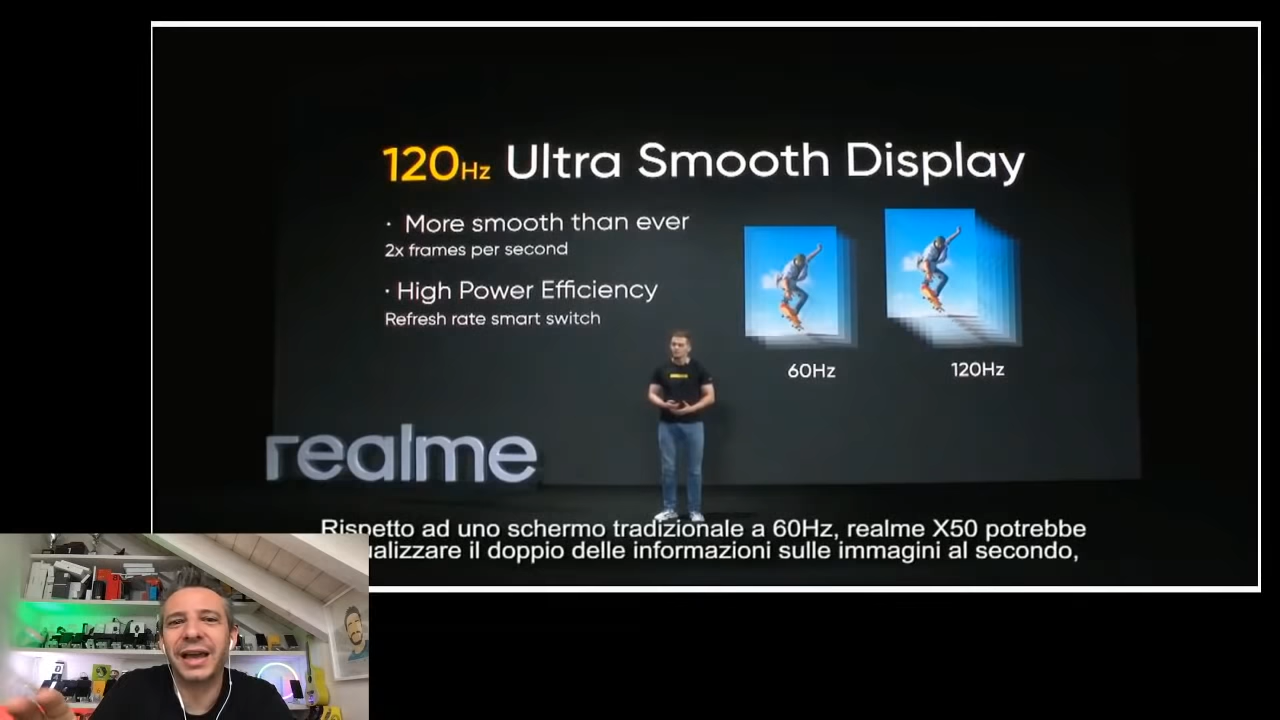 120Hz Ultra Smooth Display
· More smooth than ever
2x frames per second
· High Power Efficiency
Refresh rate smart switch
60Hz
120Hz
realme
Rispetto ad uno schermo tradizionale a 60Hz, realme X50 potrebbe
ualizzare il doppio delle informazioni sulle immagini al secondo,